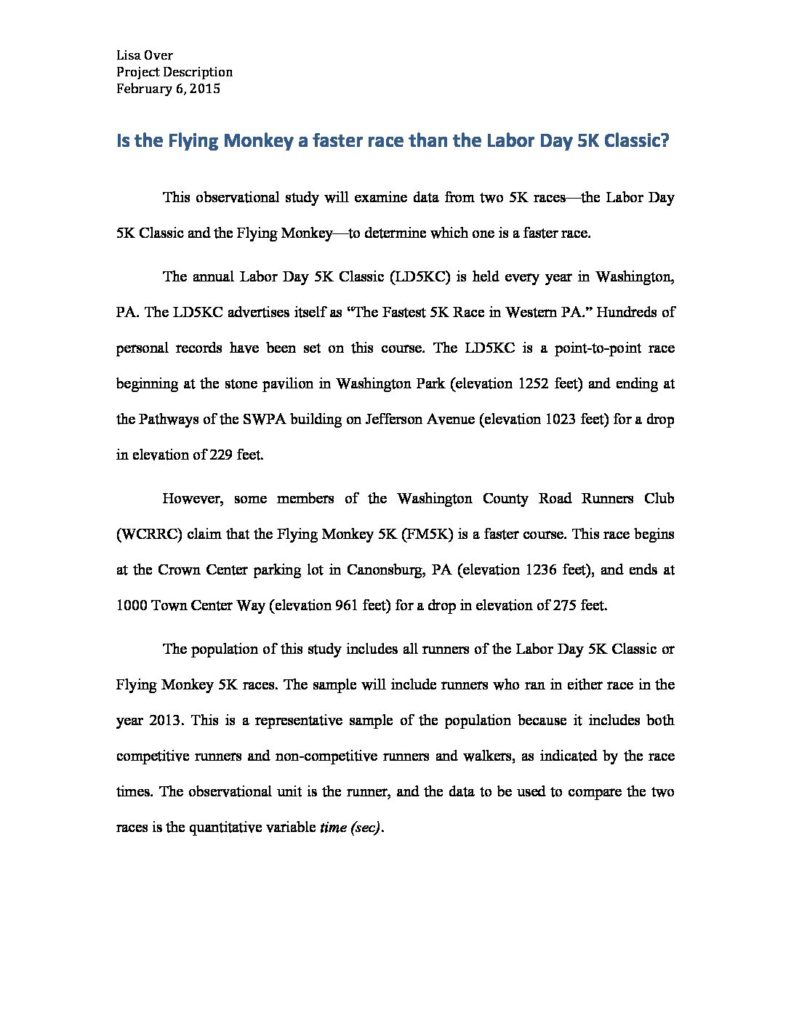 Lisa Over
Project Description
February 6, 2015
Is the Flying Monkey a faster race than the Labor Day 5K Classic?
This observational study will examine data from two 5K races—the Labor Day
5K Classic and the Flying Monkey—to determine which one is a faster race.
The annual Labor Day 5K Classic (LD5KC) is held every year in Washington,
PA. The LD5KC advertises itself as “The Fastest 5K Race in Western PA.” Hundreds of
personal records have been set on this course. The LD5KC is a point-to-point race
beginning at the stone pavilion in Washington Park (elevation 1252 feet) and ending at
the Pathways of the SWPA building on Jefferson Avenue (elevation 1023 feet) for a drop
in elevation of 229 feet.
However, some members of the Washington County Road Runners Club
(WCRRC) claim that the Flying Monkey 5K (FM5K) is a faster course. This race begins
at the Crown Center parking lot in Canonsburg, PA (elevation 1236 feet), and ends at
1000 Town Center Way (elevation 961 feet) for a drop in elevation of 275 feet.
The population of this study includes all runners of the Labor Day 5K Classic or
Flying Monkey 5K races. The sample will include runners who ran in either race in the
year 2013. This is a representative sample of the population because it includes both
competitive runners and non-competitive runners and walkers, as indicated by the race
times. The observational unit is the runner, and the data to be used to compare the two
races is the quantitative variable time (sec).